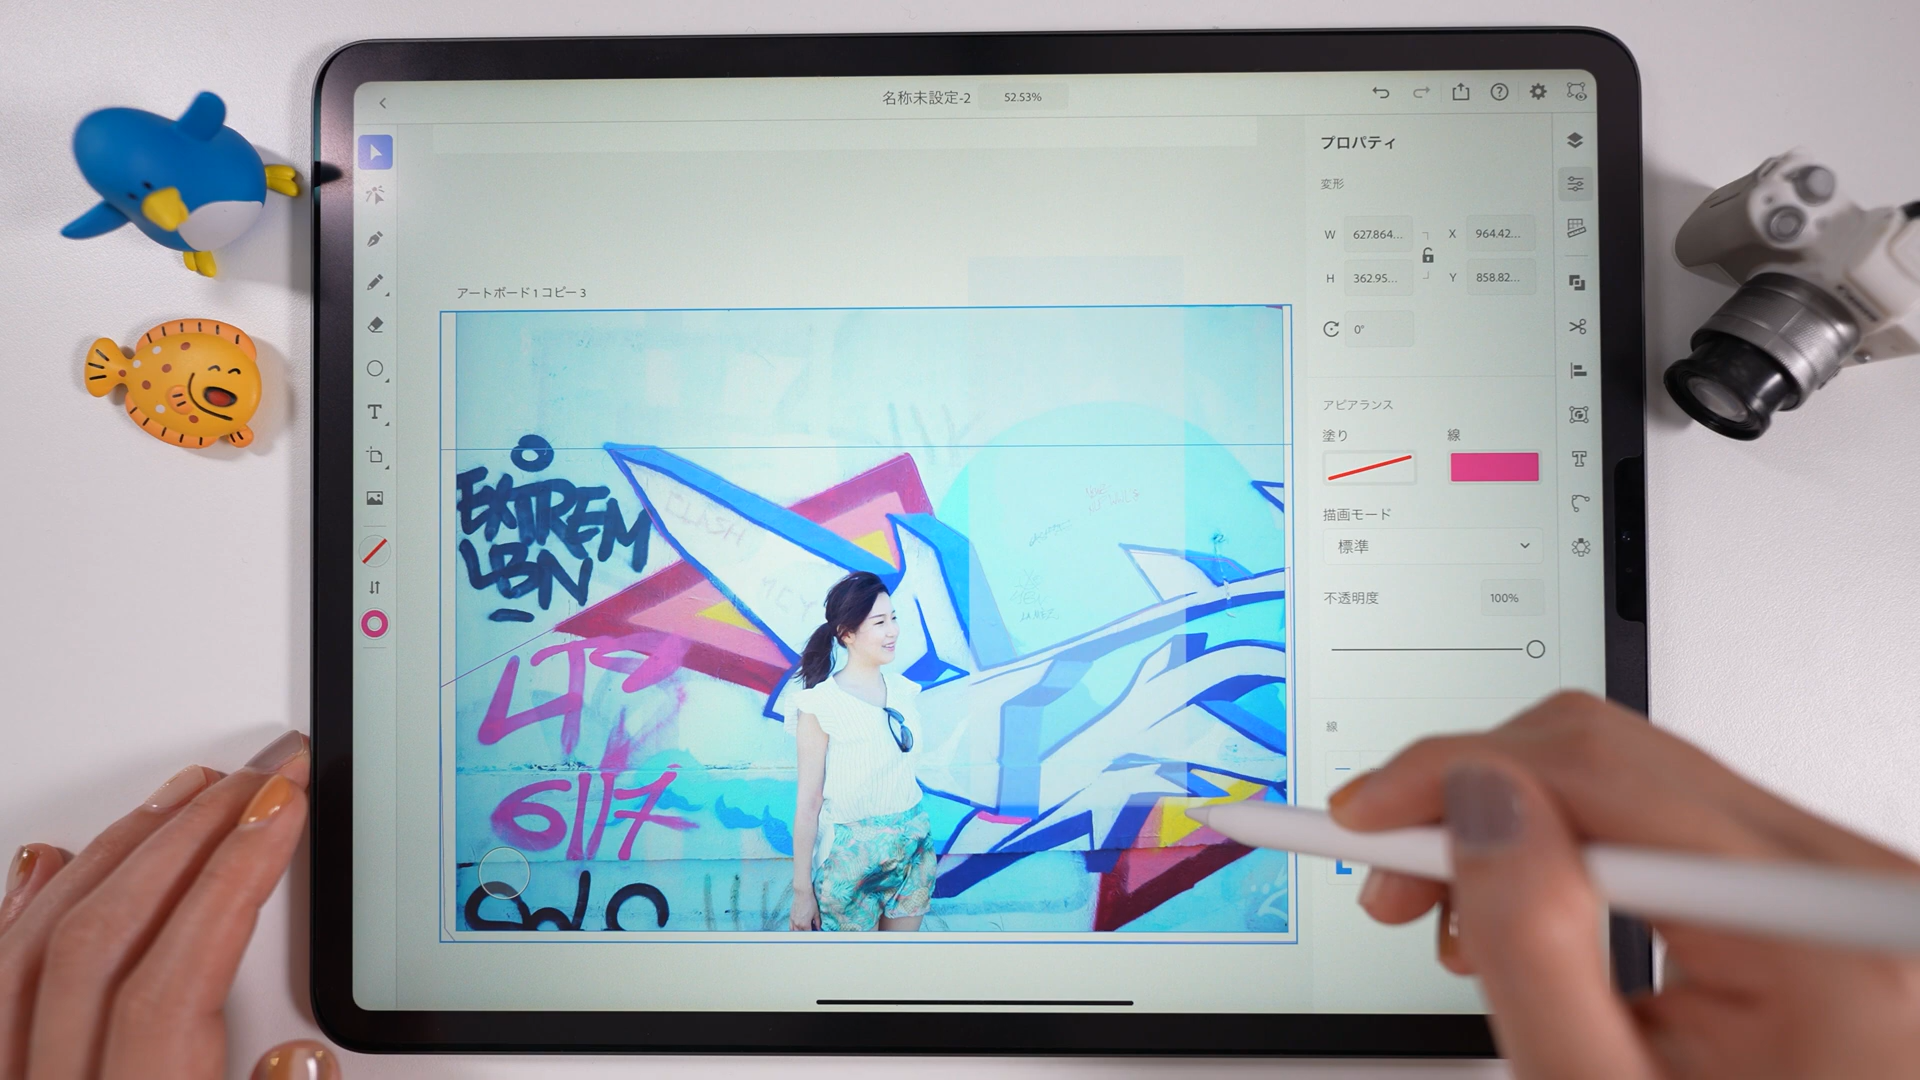 名称未設定-2 52.53%
プロパティ
変形
W 627.864... X 964.42...
H 362.95... Y 858.82...
0°
アピアランス
塗り 線
描画モード
標準
不透明度 100%
線
アートボード 1 コピー 3
T
EXTREM
LBN
CLASH
MCY
LTS
6117